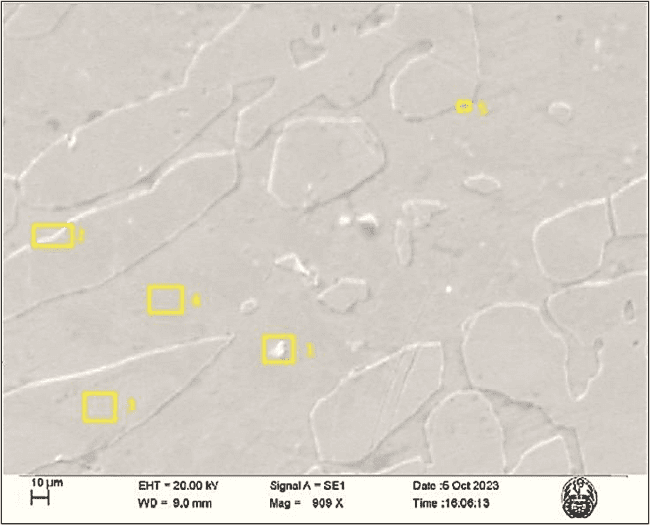 10 µm
EHT = 20.00 kV Signal A = SE1 Date :5 Oct 2023
WD = 9.0 mm Mag = 909 X Time :16:06:13